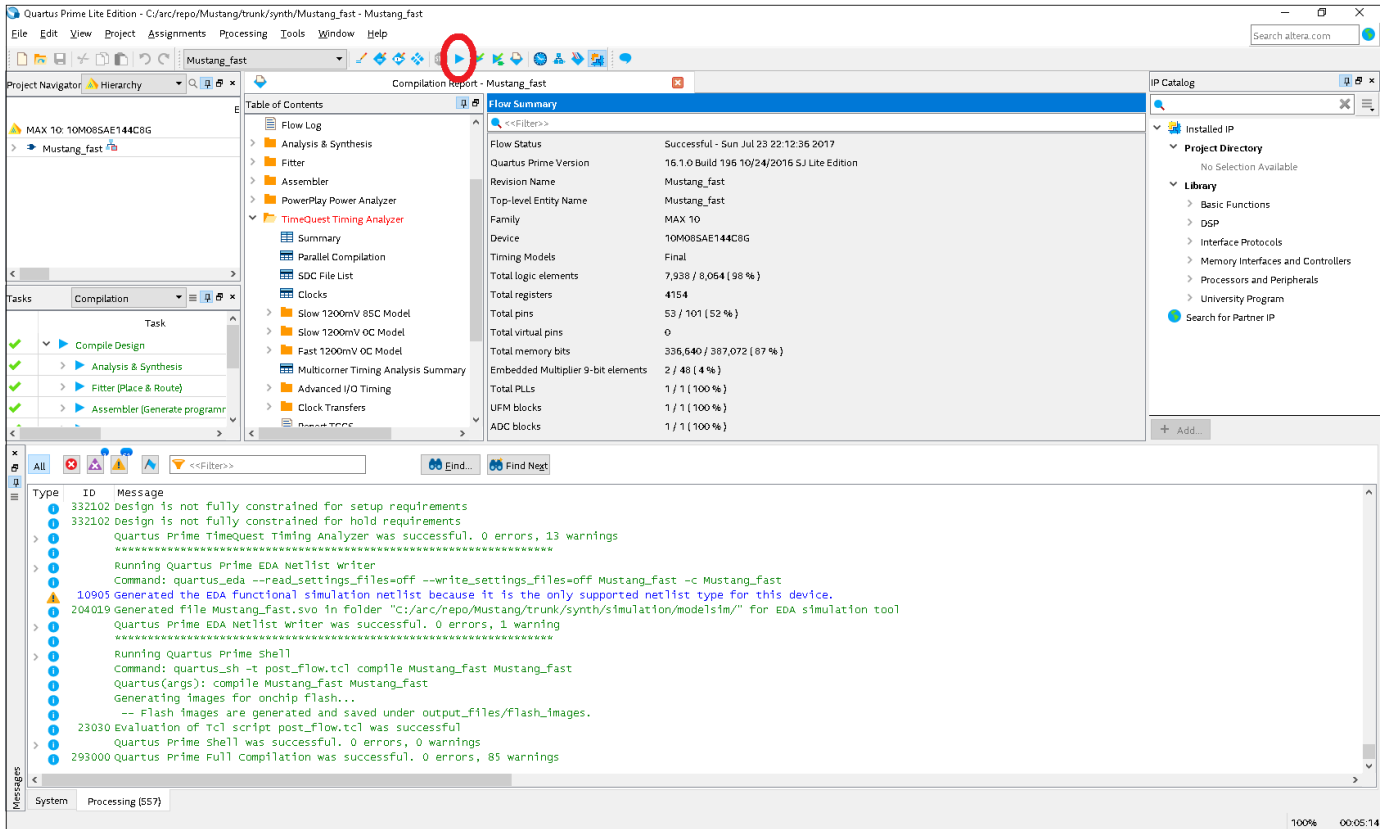 Quartus Prime Lite Edition - C:/arc/repo/Mustang/trunk/synth/Mustang_fast - Mustang_fast
File Edit View Project Assignments Processing Tools Window Help
Search altera.com
Mustang_fast
Project Navigator Hierarchy
E
MAX 10: 10M08SAE144C8G
Mustang_fast
Tasks Compilation
Task
Compile Design
Analysis & Synthesis
Fitter (Place & Route)
Assembler (Generate programr
Compilation Report - Mustang_fast
Table of Contents
Flow Log
Analysis & Synthesis
Fitter
Assembler
PowerPlay Power Analyzer
TimeQuest Timing Analyzer
Summary
Parallel Compilation
SDC File List
Clocks
Slow 1200mV 85C Model
Slow 1200mV 0C Model
Fast 1200mV 0C Model
Multicorner Timing Analysis Summary
Advanced I/O Timing
Clock Transfers
Report TCCS
Flow Summary
<<Filter>>
Flow Status Successful - Sun Jul 23 22:12:36 2017
Quartus Prime Version 16.1.0 Build 196 10/24/2016 SJ Lite Edition
Revision Name Mustang_fast
Top-level Entity Name Mustang_fast
Family MAX 10
Device 10M08SAE144C8G
Timing Models Final
Total logic elements 7,938 / 8,064 ( 98 % )
Total registers 4154
Total pins 53 / 101 ( 52 % )
Total virtual pins 0
Total memory bits 336,640 / 387,072 ( 87 % )
Embedded Multiplier 9-bit elements 2 / 48 ( 4 % )
Total PLLs 1 / 1 ( 100 % )
UFM blocks 1 / 1 ( 100 % )
ADC blocks 1 / 1 ( 100 % )
IP Catalog
Installed IP
Project Directory
No Selection Available
Library
Basic Functions
DSP
Interface Protocols
Memory Interfaces and Controllers
Processors and Peripherals
University Program
Search for Partner IP
+ Add...
All <<Filter>> Find... Find Next
Type ID Message
332102 Design is not fully constrained for setup requirements
332102 Design is not fully constrained for hold requirements
Quartus Prime TimeQuest Timing Analyzer was successful. 0 errors, 13 warnings
*******************************************************************
Running Quartus Prime EDA Netlist Writer
Command: quartus_eda --read_settings_files=off --write_settings_files=off Mustang_fast -c Mustang_fast
10905 Generated the EDA functional simulation netlist because it is the only supported netlist type for this device.
204019 Generated file Mustang_fast.svo in folder "C:/arc/repo/Mustang/trunk/synth/simulation/modelsim/" for EDA simulation tool
Quartus Prime EDA Netlist Writer was successful. 0 errors, 1 warning
*******************************************************************
Running Quartus Prime Shell
Command: quartus_sh -t post_flow.tcl compile Mustang_fast Mustang_fast
Quartus(args): compile Mustang_fast Mustang_fast
Generating images for onchip flash...
-- Flash images are generated and saved under output_files/flash_images.
23030 Evaluation of Tcl script post_flow.tcl was successful
Quartus Prime Shell was successful. 0 errors, 0 warnings
293000 Quartus Prime Full Compilation was successful. 0 errors, 85 warnings
Messages
System Processing (557)
100% 00:05:14